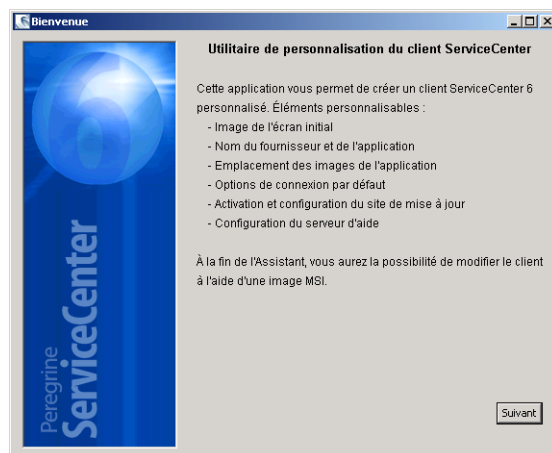 Bienvenue
Utilitaire de personnalisation du client ServiceCenter
Cette application vous permet de créer un client ServiceCenter 6
personnalisé. Éléments personnalisables :
- Image de l'écran initial
- Nom du fournisseur et de l'application
- Emplacement des images de l'application
- Options de connexion par défaut
- Activation et configuration du site de mise à jour
- Configuration du serveur d'aide
À la fin de l'Assistant, vous aurez la possibilité de modifier le client
à l'aide d'une image MSI.
6
Peregrine
ServiceCenter
Suivant